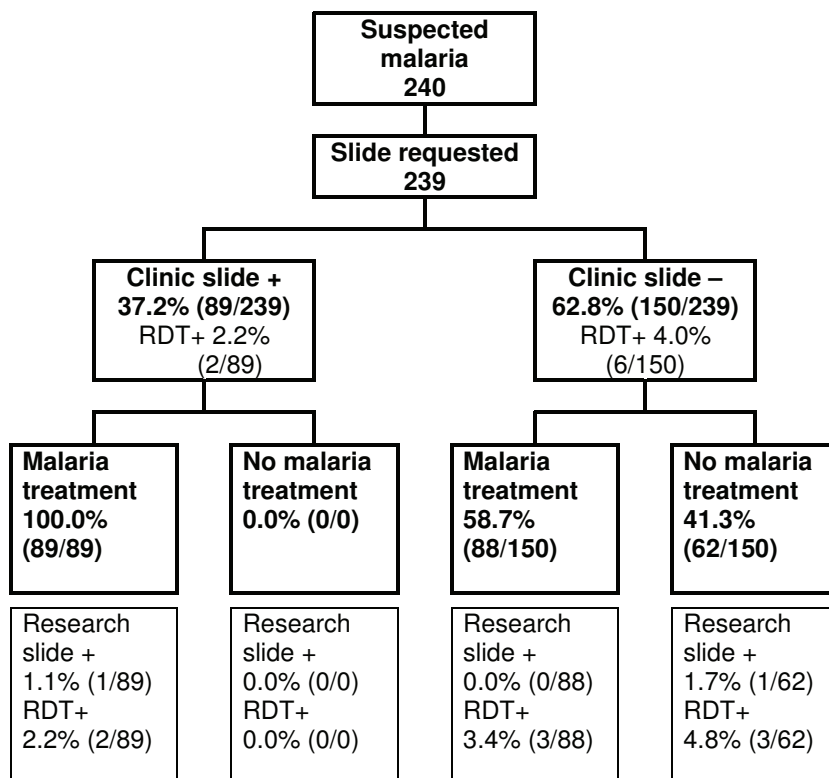 Suspected
malaria
240
Slide requested
239
Clinic slide +
37.2% (89/239)
RDT+ 2.2%
(2/89)
Clinic slide –
62.8% (150/239)
RDT+ 4.0%
(6/150)
Malaria
treatment
100.0%
(89/89)
No malaria
treatment
0.0% (0/0)
Malaria
treatment
58.7%
(88/150)
No malaria
treatment
41.3%
(62/150)
Research
slide +
1.1% (1/89)
RDT+
2.2% (2/89)
Research
slide +
0.0% (0/0)
RDT+
0.0% (0/0)
Research
slide +
0.0% (0/88)
RDT+
3.4% (3/88)
Research
slide +
1.7% (1/62)
RDT+
4.8% (3/62)